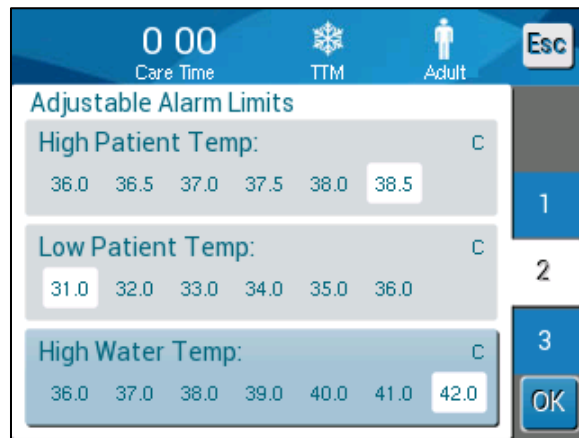 0 00
Care Time
TTM
Adult
Esc
Adjustable Alarm Limits
High Patient Temp: C
36.0 36.5 37.0 37.5 38.0 38.5
1
Low Patient Temp: C
31.0 32.0 33.0 34.0 35.0 36.0
2
High Water Temp: C
36.0 37.0 38.0 39.0 40.0 41.0 42.0
3
OK